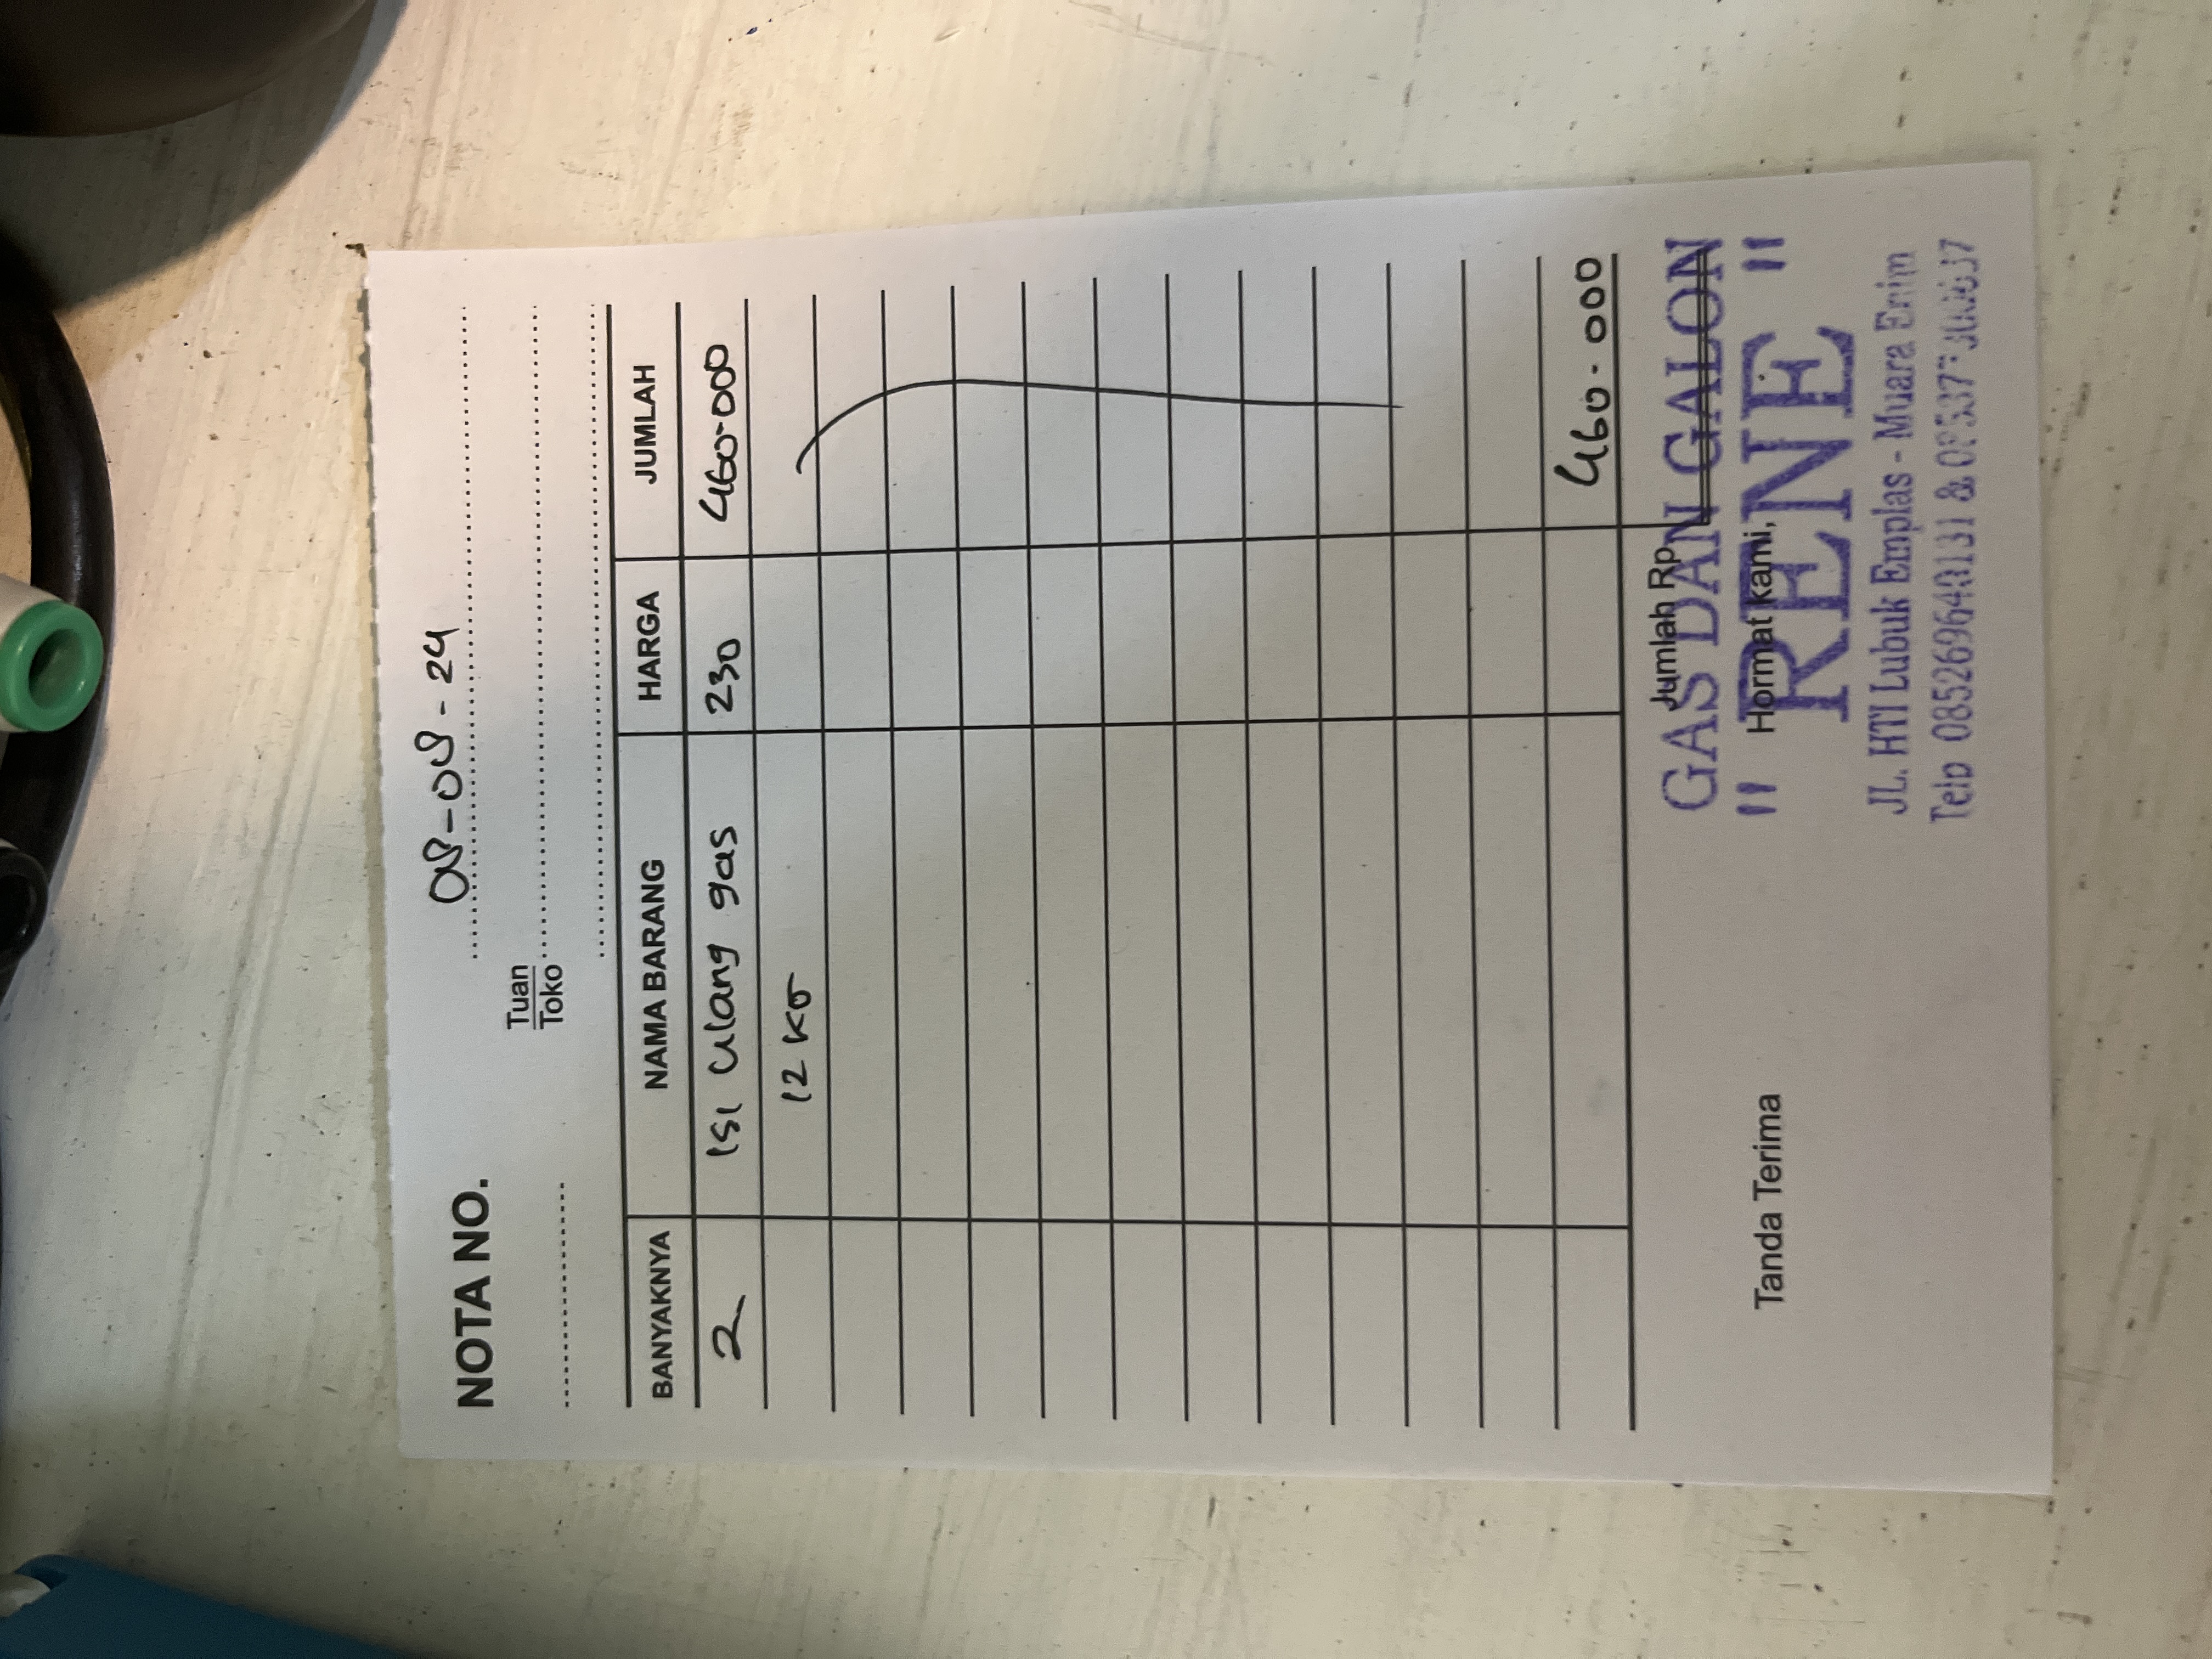 NOTA NO.
08-08-24
Tuan
Toko
BANYAKNYA NAMA BARANG HARGA JUMLAH
2 Isi Ulang gas 230 460.000
12 KG
460.000
Jumlah Rp.
GAS DAN GALON
Tanda Terima Hormat kami,
" RENE "
JL. HTI Lubuk Emplas - Muara Enim
Telp 085269640131 &